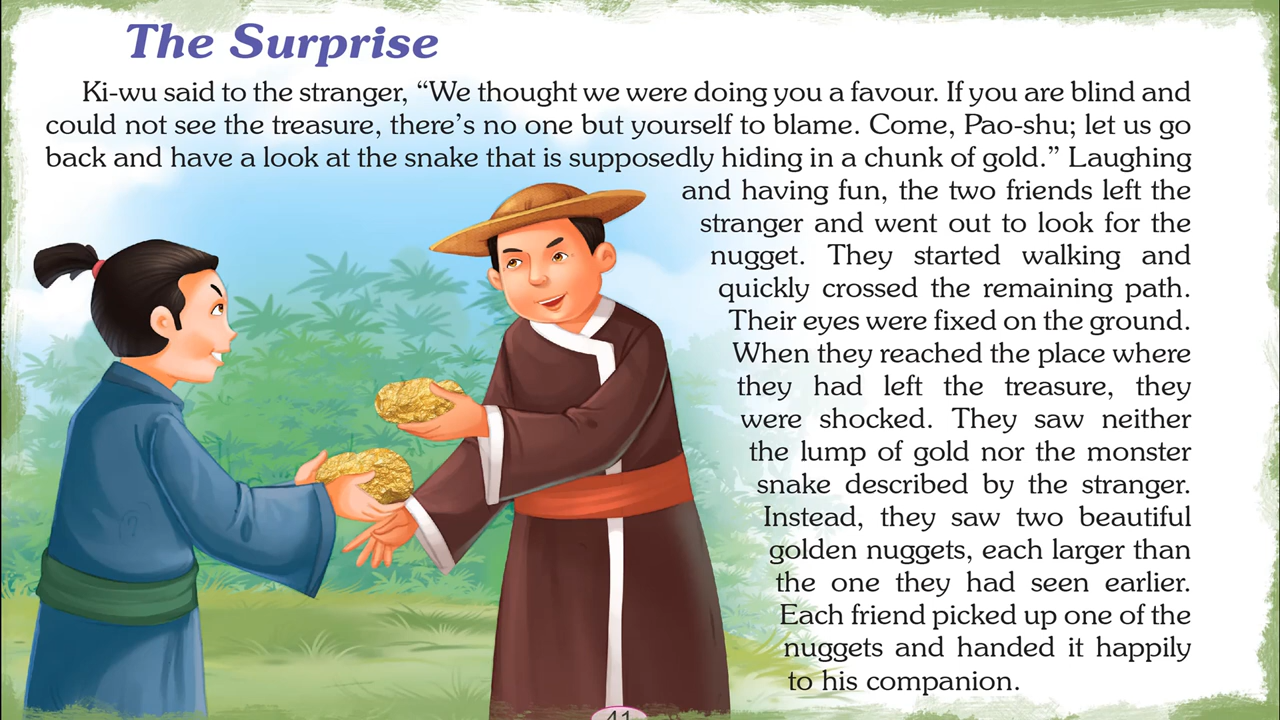 The Surprise
Ki-wu said to the stranger, “We thought we were doing you a favour. If you are blind and
could not see the treasure, there’s no one but yourself to blame. Come, Pao-shu; let us go
back and have a look at the snake that is supposedly hiding in a chunk of gold.” Laughing
and having fun, the two friends left the
stranger and went out to look for the
nugget. They started walking and
quickly crossed the remaining path.
Their eyes were fixed on the ground.
When they reached the place where
they had left the treasure, they
were shocked. They saw neither
the lump of gold nor the monster
snake described by the stranger.
Instead, they saw two beautiful
golden nuggets, each larger than
the one they had seen earlier.
Each friend picked up one of the
nuggets and handed it happily
to his companion.
41